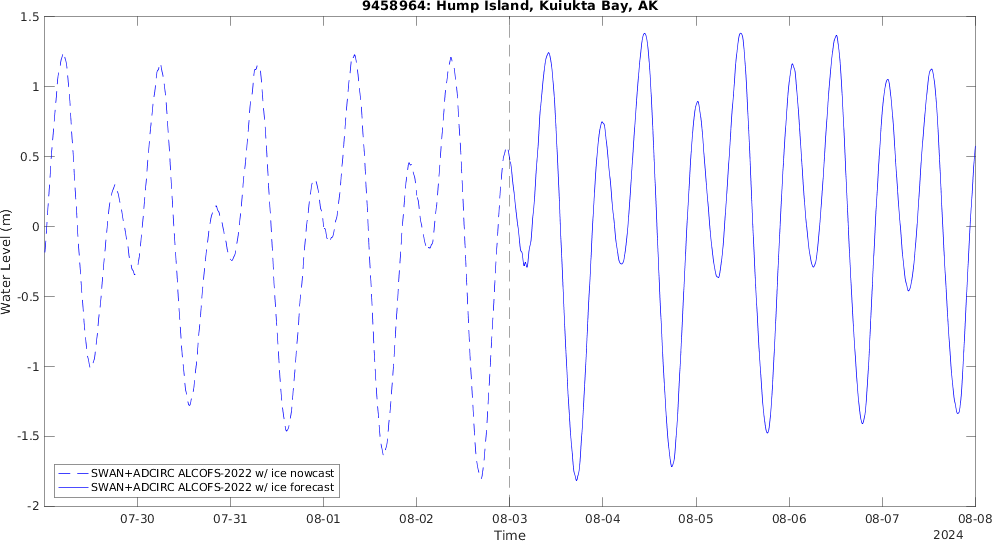 9458964: Hump Island, Kuiukta Bay, AK
1.5
1
0.5
0
-0.5
-1
-1.5
-2
Water Level (m)
SWAN+ADCIRC ALCOFS-2022 w/ ice nowcast
SWAN+ADCIRC ALCOFS-2022 w/ ice forecast
07-30 07-31 08-01 08-02 08-03 08-04 08-05 08-06 08-07 08-08
Time
2024